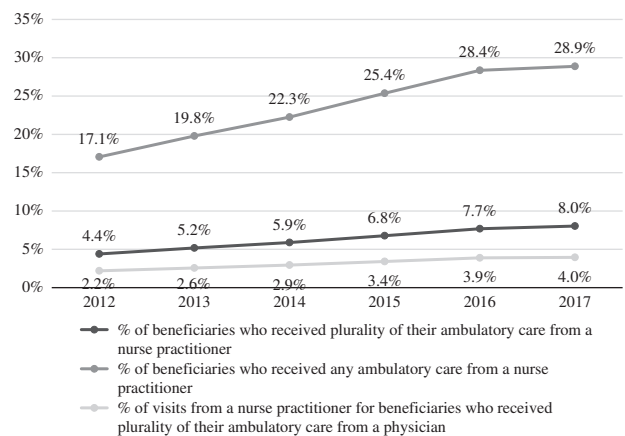 35%
30%
28.4% 28.9%
25%
25.4%
22.3%
20%
19.8%
17.1%
15%
10%
4.4% 5.2% 5.9% 6.8% 7.7% 8.0%
5%
2.2% 2.6% 2.9% 3.4% 3.9% 4.0%
0%
2012 2013 2014 2015 2016 2017
% of beneficiaries who received plurality of their ambulatory care from a
nurse practitioner
% of beneficiaries who received any ambulatory care from a nurse
practitioner
% of visits from a nurse practitioner for beneficiaries who received
plurality of their ambulatory care from a physician